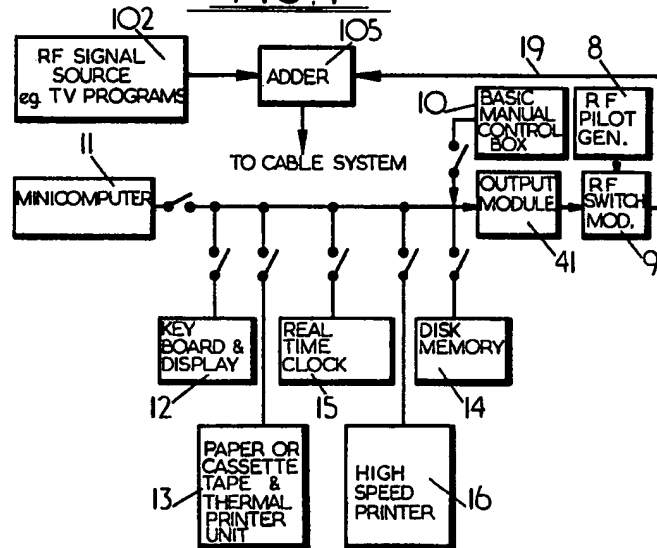 102
RF SIGNAL
SOURCE
eg. TV PROGRAMS
105
ADDER
19
8
10
BASIC
MANUAL
CONTROL
BOX
RF
PILOT
GEN.
TO CABLE SYSTEM
11
MINICOMPUTER
OUTPUT
MODULE
41
RF
SWITCH
MOD.
9
KEY
BOARD &
DISPLAY
12
REAL
TIME
CLOCK
15
DISK
MEMORY
14
PAPER OR
CASSETTE
TAPE &
THERMAL
PRINTER
UNIT
13
HIGH
SPEED
PRINTER
16